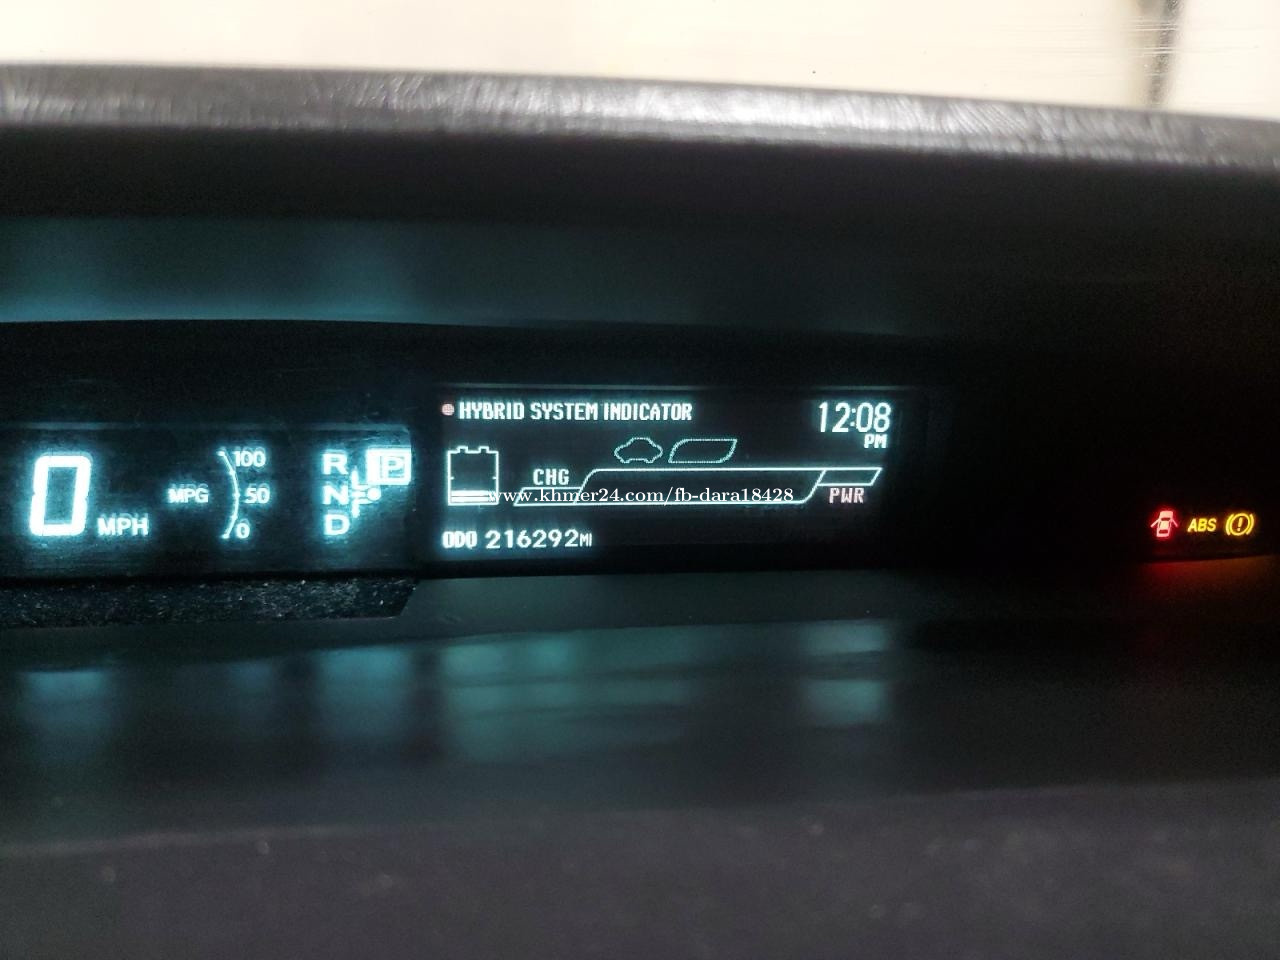 HYBRID SYSTEM INDICATOR
12:08
PM
0 MPH
MPG
100
50
0
R
N
D
P
CHG
PWR
www.khmer24.com/fb-dara18428
ODO 216292MI
ABS